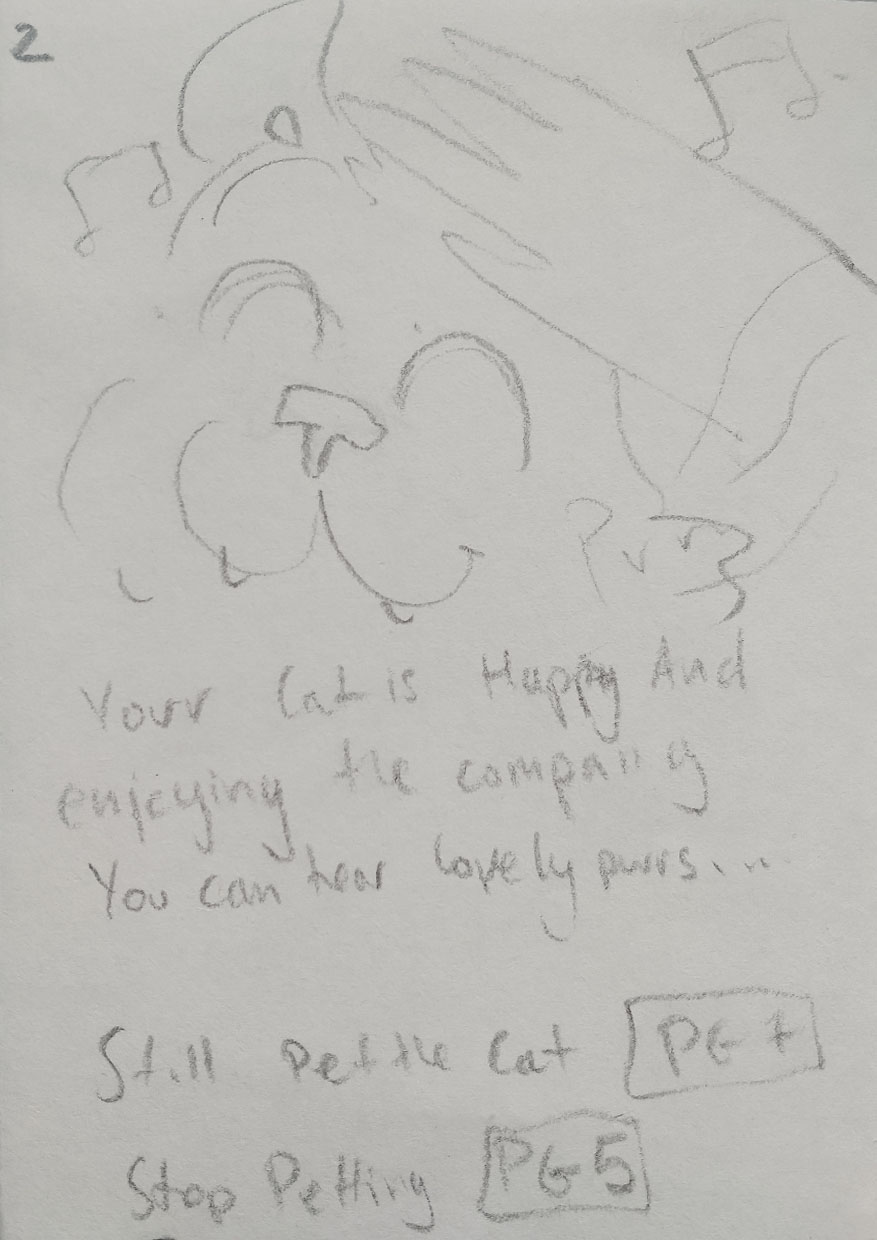 2
Purr
Your Cat is Happy And
enjoying the company
You can hear lovely purrs...
Still Pet the Cat PG 7
Stop Petting PG 5